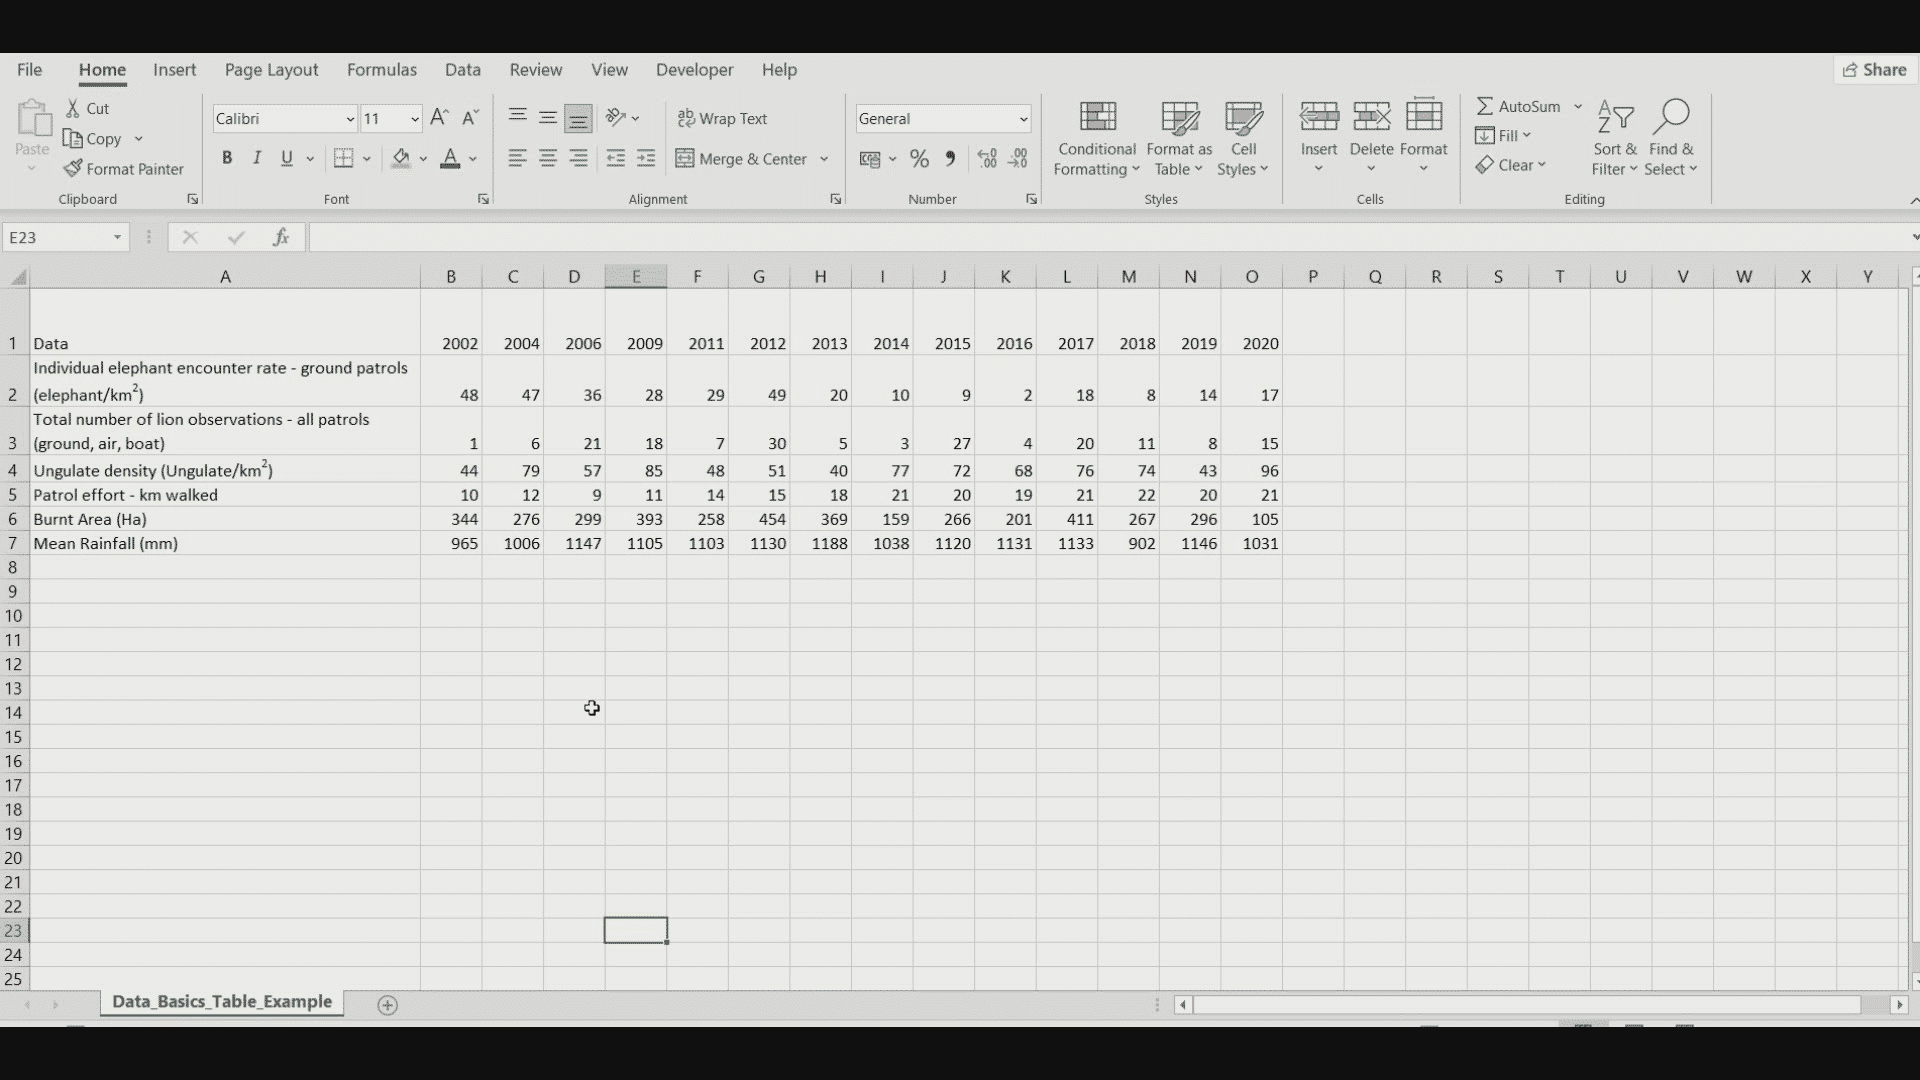 File Home Insert Page Layout Formulas Data Review View Developer Help Share
Cut
Copy
Format Painter
Paste
Clipboard
Calibri 11
B I U
Font
Wrap Text
Merge & Center
Alignment
General
%
Number
Conditional Formatting
Format as Table
Cell Styles
Styles
Insert Delete Format
Cells
AutoSum
Fill
Clear
Sort & Filter
Find & Select
Editing
E23 fx
A B C D E F G H I J K L M N O P Q R S T U V W X Y
1 Data 2002 2004 2006 2009 2011 2012 2013 2014 2015 2016 2017 2018 2019 2020
Individual elephant encounter rate - ground patrols
2 (elephant/km²) 48 47 36 28 29 49 20 10 9 2 18 8 14 17
Total number of lion observations - all patrols
3 (ground, air, boat) 1 6 21 18 7 30 5 3 27 4 20 11 8 15
4 Ungulate density (Ungulate/km²) 44 79 57 85 48 51 40 77 72 68 76 74 43 96
5 Patrol effort - km walked 10 12 9 11 14 15 18 21 20 19 21 22 20 21
6 Burnt Area (Ha) 344 276 299 393 258 454 369 159 266 201 411 267 296 105
7 Mean Rainfall (mm) 965 1006 1147 1105 1103 1130 1188 1038 1120 1131 1133 902 1146 1031
8
9
10
11
12
13
14
15
16
17
18
19
20
21
22
23
24
25
Data_Basics_Table_Example